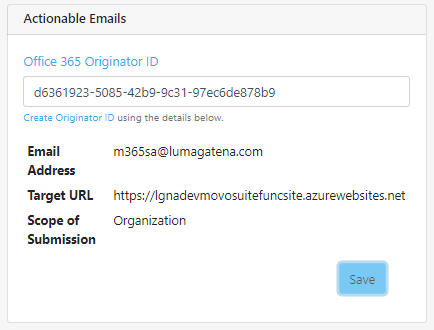 Actionable Emails
Office 365 Originator ID
d6361923-5085-42b9-9c31-97ec6de878b9
Create Originator ID using the details below.
Email Address m365sa@lumagatena.com
Target URL https://lgnadevmovosuitefuncsite.azurewebsites.net
Scope of Submission Organization
Save